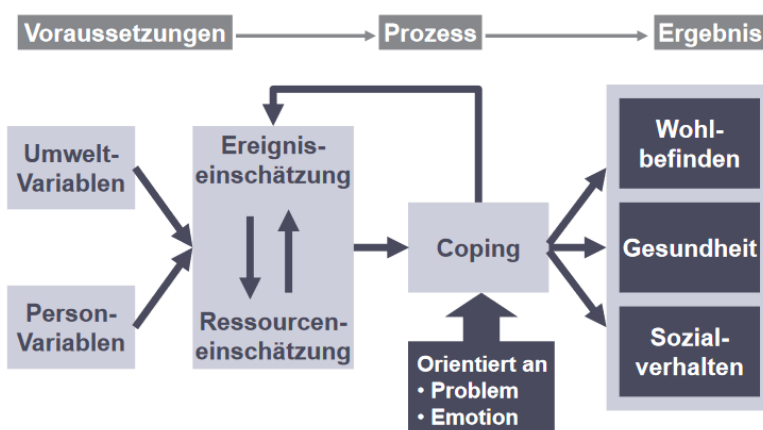 Voraussetzungen
Prozess
Ergebnis
Umwelt-
Variablen
Person-
Variablen
Ereignis-
einschätzung
Ressourcen-
einschätzung
Coping
Orientiert an
• Problem
• Emotion
Wohl-
befinden
Gesundheit
Sozial-
verhalten